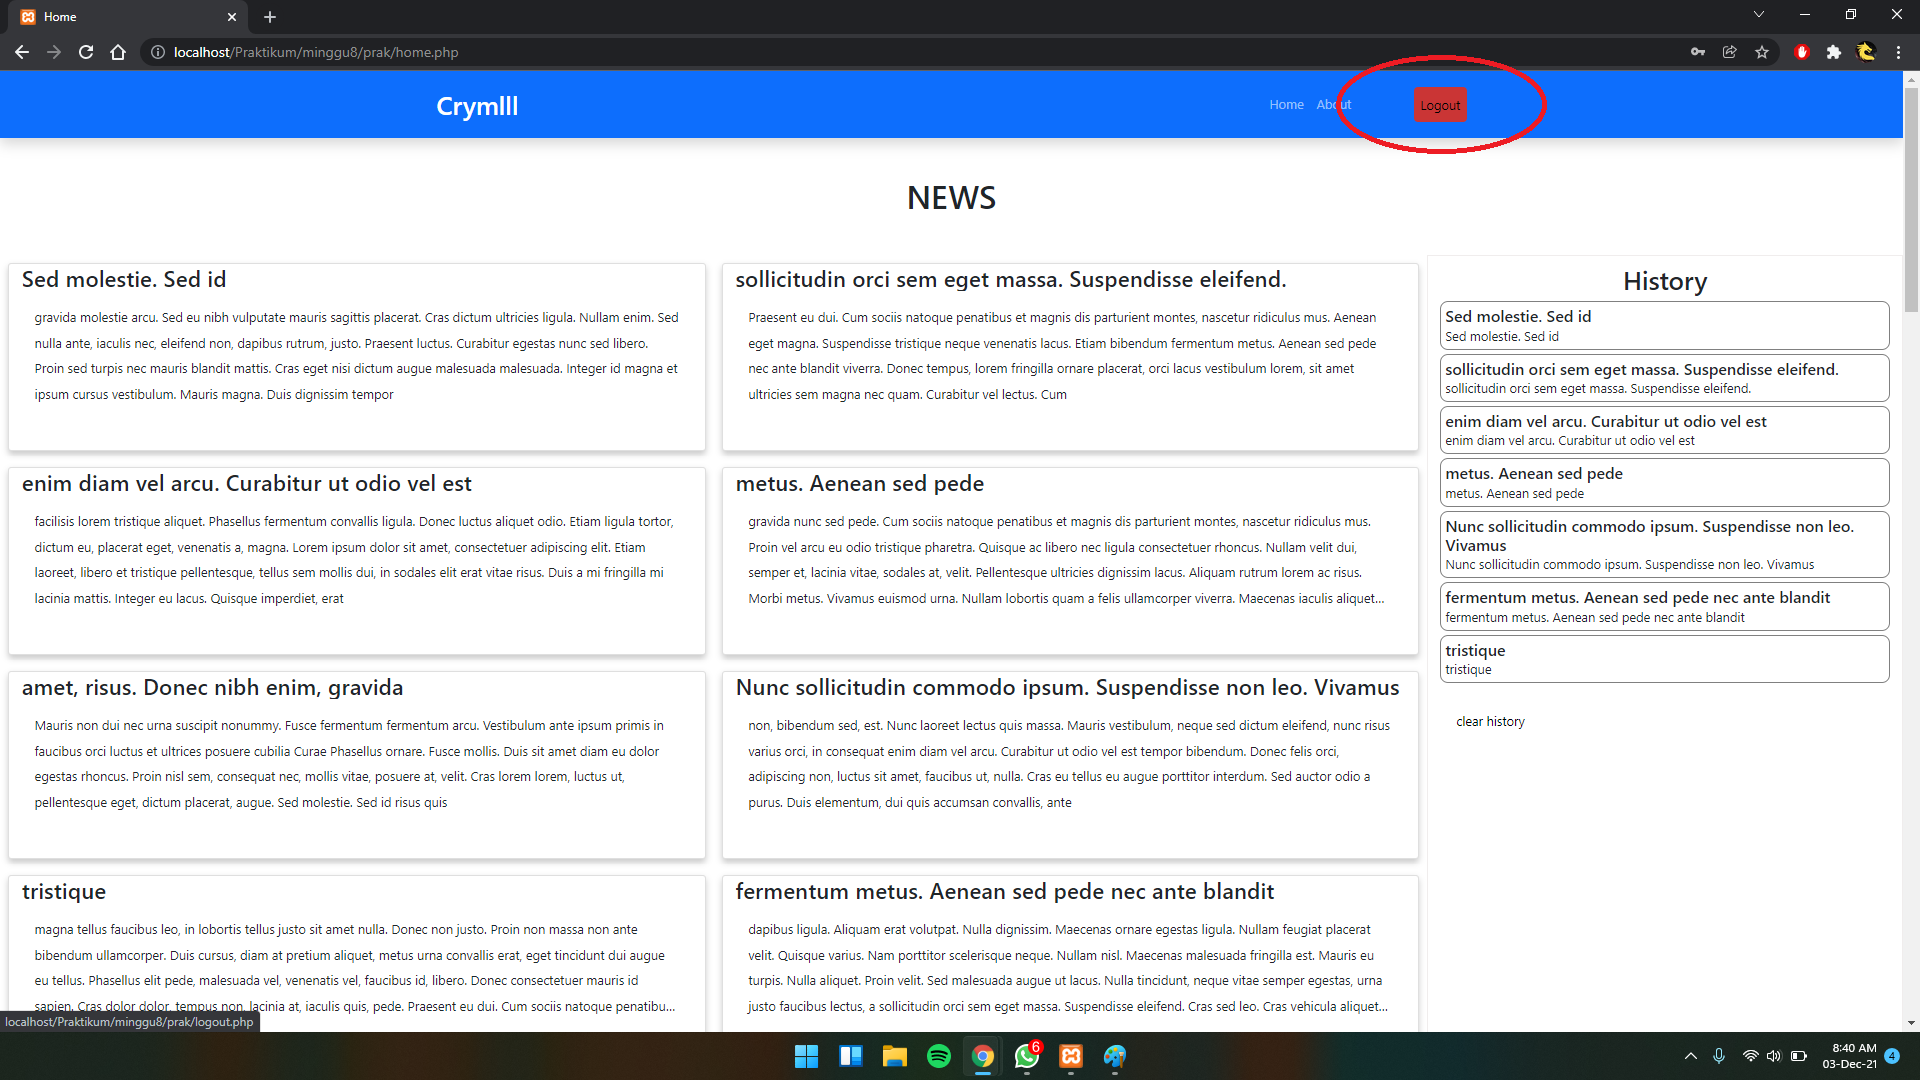 Home
localhost/Praktikum/minggu8/prak/home.php
Crymlll
Home About Logout
NEWS
Sed molestie. Sed id
gravida molestie arcu. Sed eu nibh vulputate mauris sagittis placerat. Cras dictum ultricies ligula. Nullam enim. Sed
nulla ante, iaculis nec, eleifend non, dapibus rutrum, justo. Praesent luctus. Curabitur egestas nunc sed libero.
Proin sed turpis nec mauris blandit mattis. Cras eget nisi dictum augue malesuada malesuada. Integer id magna et
ipsum cursus vestibulum. Mauris magna. Duis dignissim tempor
sollicitudin orci sem eget massa. Suspendisse eleifend.
Praesent eu dui. Cum sociis natoque penatibus et magnis dis parturient montes, nascetur ridiculus mus. Aenean
eget magna. Suspendisse tristique neque venenatis lacus. Etiam bibendum fermentum metus. Aenean sed pede
nec ante blandit viverra. Donec tempus, lorem fringilla ornare placerat, orci lacus vestibulum lorem, sit amet
ultricies sem magna nec quam. Curabitur vel lectus. Cum
enim diam vel arcu. Curabitur ut odio vel est
facilisis lorem tristique aliquet. Phasellus fermentum convallis ligula. Donec luctus aliquet odio. Etiam ligula tortor,
dictum eu, placerat eget, venenatis a, magna. Lorem ipsum dolor sit amet, consectetuer adipiscing elit. Etiam
laoreet, libero et tristique pellentesque, tellus sem mollis dui, in sodales elit erat vitae risus. Duis a mi fringilla mi
lacinia mattis. Integer eu lacus. Quisque imperdiet, erat
metus. Aenean sed pede
gravida nunc sed pede. Cum sociis natoque penatibus et magnis dis parturient montes, nascetur ridiculus mus.
Proin vel arcu eu odio tristique pharetra. Quisque ac libero nec ligula consectetuer rhoncus. Nullam velit dui,
semper et, lacinia vitae, sodales at, velit. Pellentesque ultricies dignissim lacus. Aliquam rutrum lorem ac risus.
Morbi metus. Vivamus euismod urna. Nullam lobortis quam a felis ullamcorper viverra. Maecenas iaculis aliquet...
amet, risus. Donec nibh enim, gravida
Mauris non dui nec urna suscipit nonummy. Fusce fermentum fermentum arcu. Vestibulum ante ipsum primis in
faucibus orci luctus et ultrices posuere cubilia Curae Phasellus ornare. Fusce mollis. Duis sit amet diam eu dolor
egestas rhoncus. Proin nisl sem, consequat nec, mollis vitae, posuere at, velit. Cras lorem lorem, luctus ut,
pellentesque eget, dictum placerat, augue. Sed molestie. Sed id risus quis
Nunc sollicitudin commodo ipsum. Suspendisse non leo. Vivamus
non, bibendum sed, est. Nunc laoreet lectus quis massa. Mauris vestibulum, neque sed dictum eleifend, nunc risus
varius orci, in consequat enim diam vel arcu. Curabitur ut odio vel est tempor bibendum. Donec felis orci,
adipiscing non, luctus sit amet, faucibus ut, nulla. Cras eu tellus eu augue porttitor interdum. Sed auctor odio a
purus. Duis elementum, dui quis accumsan convallis, ante
tristique
magna tellus faucibus leo, in lobortis tellus justo sit amet nulla. Donec non justo. Proin non massa non ante
bibendum ullamcorper. Duis cursus, diam at pretium aliquet, metus urna convallis erat, eget tincidunt dui augue
eu tellus. Phasellus elit pede, malesuada vel, venenatis vel, faucibus id, libero. Donec consectetuer mauris id
sapien. Cras dolor dolor, tempus non, lacinia at, iaculis quis, pede. Praesent eu dui. Cum sociis natoque penatibu...
fermentum metus. Aenean sed pede nec ante blandit
dapibus ligula. Aliquam erat volutpat. Nulla dignissim. Maecenas ornare egestas ligula. Nullam feugiat placerat
velit. Quisque varius. Nam porttitor scelerisque neque. Nullam nisl. Maecenas malesuada fringilla est. Mauris eu
turpis. Nulla aliquet. Proin velit. Sed malesuada augue ut lacus. Nulla tincidunt, neque vitae semper egestas, urna
justo faucibus lectus, a sollicitudin orci sem eget massa. Suspendisse eleifend. Cras sed leo. Cras vehicula aliquet...
History
Sed molestie. Sed id
Sed molestie. Sed id
sollicitudin orci sem eget massa. Suspendisse eleifend.
sollicitudin orci sem eget massa. Suspendisse eleifend.
enim diam vel arcu. Curabitur ut odio vel est
enim diam vel arcu. Curabitur ut odio vel est
metus. Aenean sed pede
metus. Aenean sed pede
Nunc sollicitudin commodo ipsum. Suspendisse non leo.
Vivamus
Nunc sollicitudin commodo ipsum. Suspendisse non leo. Vivamus
fermentum metus. Aenean sed pede nec ante blandit
fermentum metus. Aenean sed pede nec ante blandit
tristique
tristique
clear history
localhost/Praktikum/minggu8/prak/logout.php
6
8:40 AM
03-Dec-21
4